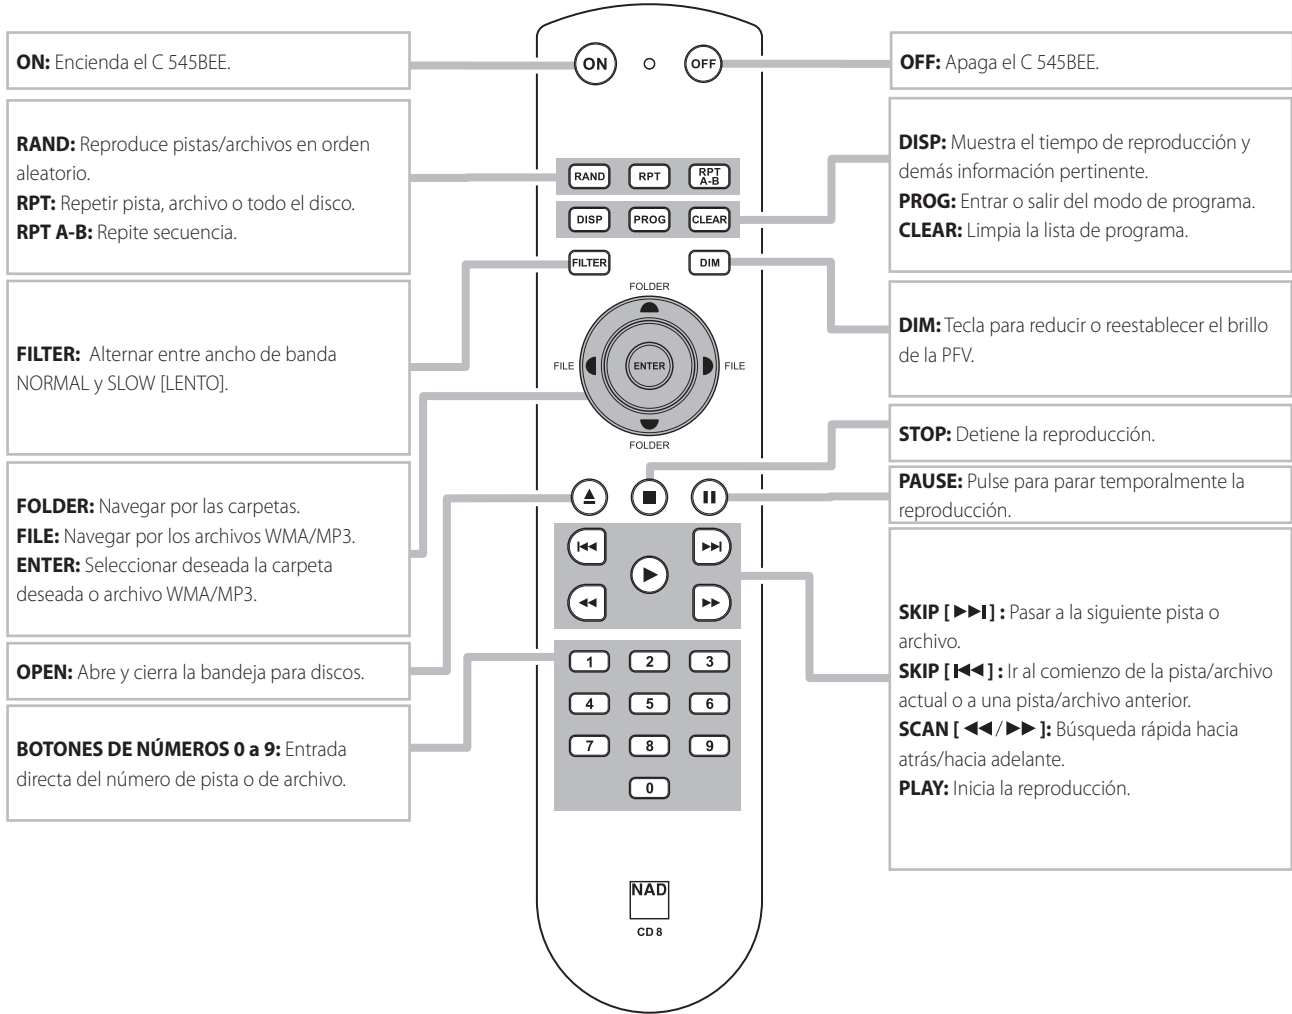 ON: Encienda el C 545BEE.
RAND: Reproduce pistas/archivos en orden
aleatorio.
RPT: Repetir pista, archivo o todo el disco.
RPT A-B: Repite secuencia.
FILTER: Alternar entre ancho de banda
NORMAL y SLOW [LENTO].
FOLDER: Navegar por las carpetas.
FILE: Navegar por los archivos WMA/MP3.
ENTER: Seleccionar deseada la carpeta
deseada o archivo WMA/MP3.
OPEN: Abre y cierra la bandeja para discos.
BOTONES DE NÚMEROS 0 a 9: Entrada
directa del número de pista o de archivo.
ON
OFF
RAND
RPT
RPT
A-B
DISP
PROG
CLEAR
FILTER
DIM
FOLDER
FILE
ENTER
FILE
FOLDER
1
2
3
4
5
6
7
8
9
0
NAD
CD 8
OFF: Apaga el C 545BEE.
DISP: Muestra el tiempo de reproducción y
demás información pertinente.
PROG: Entrar o salir del modo de programa.
CLEAR: Limpia la lista de programa.
DIM: Tecla para reducir o reestablecer el brillo
de la PFV.
STOP: Detiene la reproducción.
PAUSE: Pulse para parar temporalmente la
reproducción.
SKIP [ ▶▶I ] : Pasar a la siguiente pista o
archivo.
SKIP [ I◀◀ ] : Ir al comienzo de la pista/archivo
actual o a una pista/archivo anterior.
SCAN [ ◀◀/▶▶ ]: Búsqueda rápida hacia
atrás/hacia adelante.
PLAY: Inicia la reproducción.